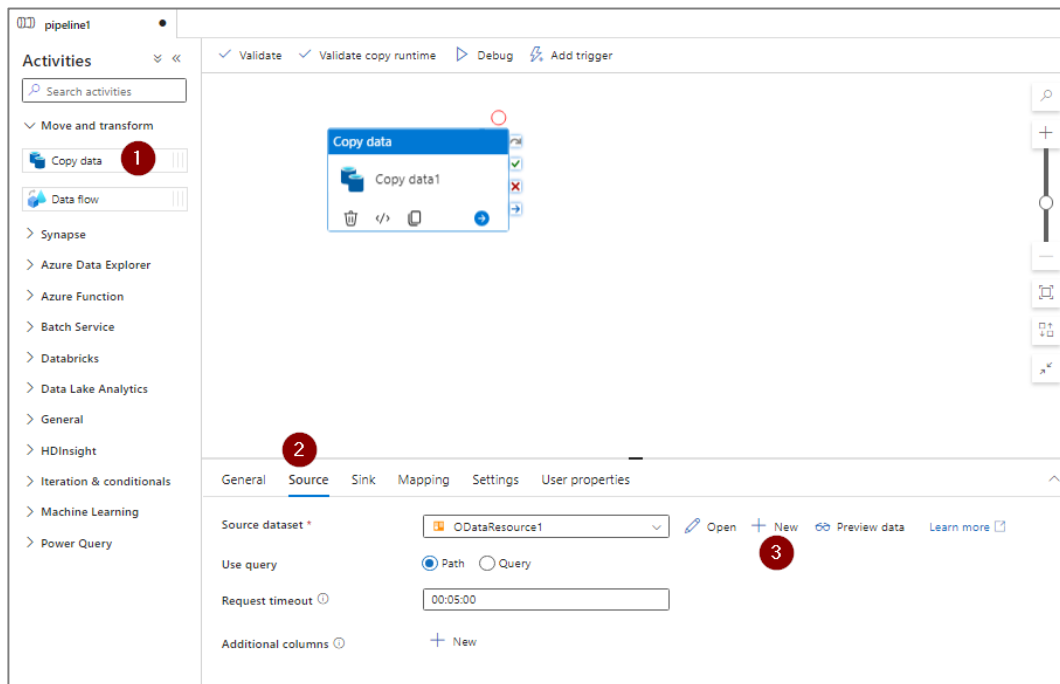 pipeline1
Activities
Search activities
Move and transform
Copy data
1
Data flow
Synapse
Azure Data Explorer
Azure Function
Batch Service
Databricks
Data Lake Analytics
General
HDInsight
Iteration & conditionals
Machine Learning
Power Query
Validate
Validate copy runtime
Debug
Add trigger
Copy data
Copy data1
2
General
Source
Sink
Mapping
Settings
User properties
Source dataset *
ODataResource1
Open
New
Preview data
Learn more
3
Use query
Path
Query
Request timeout
00:05:00
Additional columns
New